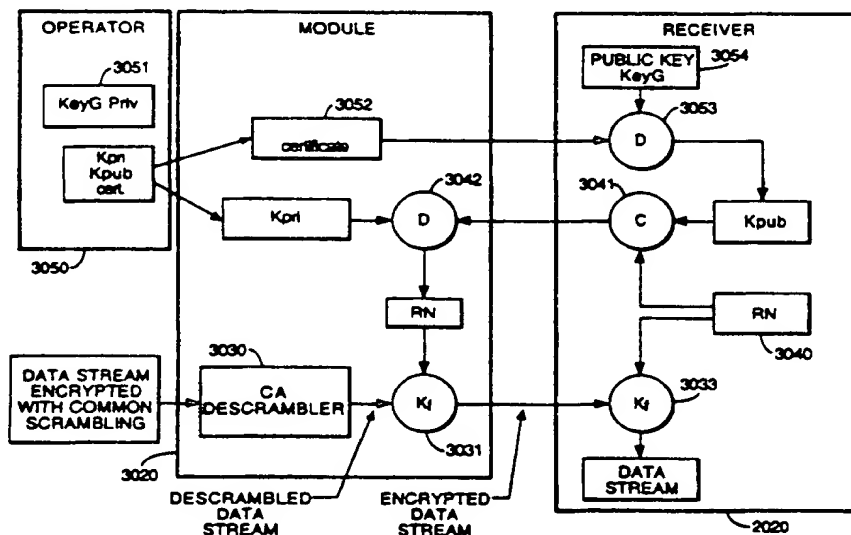 OPERATOR
3051
KeyG Priv
Kpri
Kpub
cert.
3050
MODULE
3052
certificate
3042
Kpri
D
RN
3030
CA
DESCRAMBLER
Kf
3031
DATA STREAM
ENCRYPTED
WITH COMMON
SCRAMBLING
3020
DESCRAMBLED
DATA
STREAM
ENCRYPTED
DATA
STREAM
RECEIVER
PUBLIC KEY
KeyG
3054
3053
D
3041
C
Kpub
RN
3040
3033
Kf
DATA
STREAM
2020